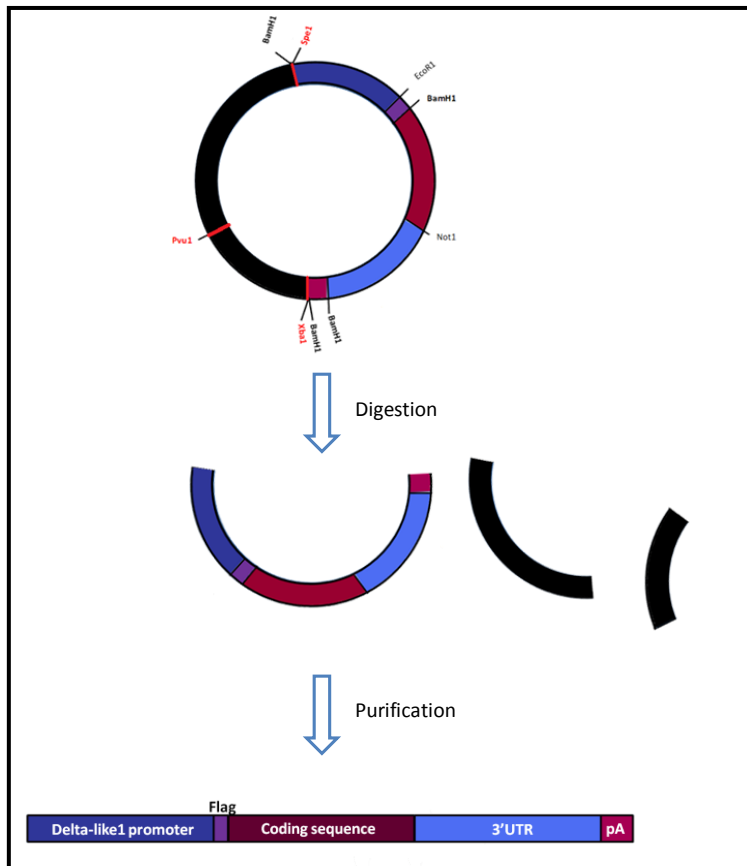 BamH1
Spe1
EcoR1
BamH1
Not1
Pvu1
Xba1
BamH1
BamH1
Digestion
Purification
Flag
Delta-like1 promoter
Coding sequence
3'UTR
pA